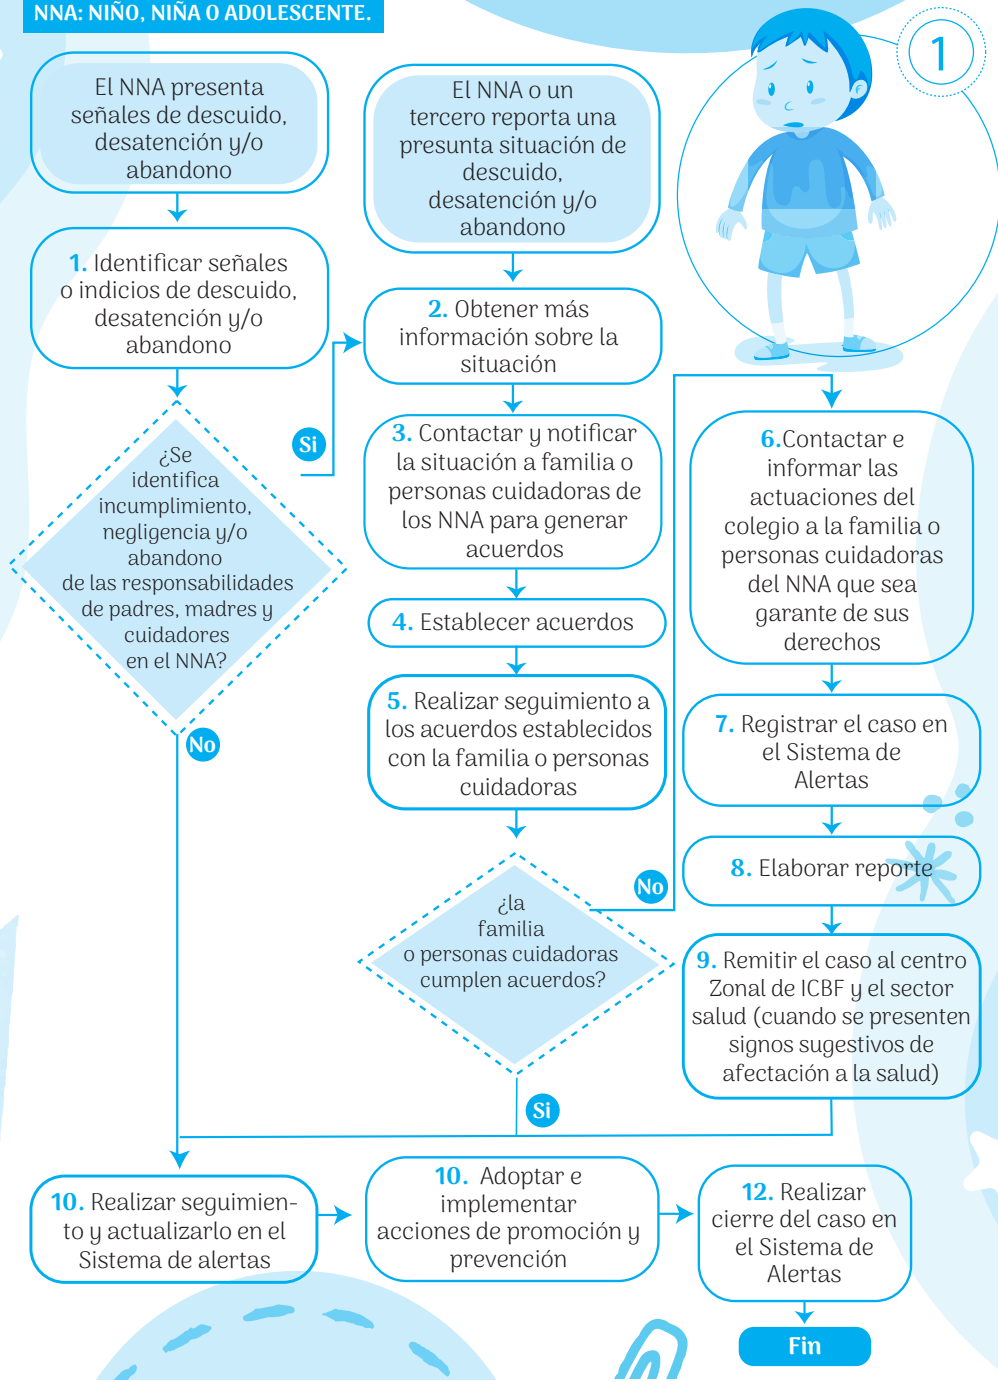 NNA: NIÑO, NIÑA O ADOLESCENTE.
1
El NNA presenta
señales de descuido,
desatención y/o
abandono
El NNA o un
tercero reporta una
presunta situación de
descuido,
desatención y/o
abandono
1. Identificar señales
o indicios de descuido,
desatención y/o
abandono
¿Se
identifica
incumplimiento,
negligencia y/o
abandono
de las responsabilidades
de padres, madres y
cuidadores
en el NNA?
Si
No
2. Obtener más
información sobre la
situación
3. Contactar y notificar
la situación a familia o
personas cuidadoras de
los NNA para generar
acuerdos
4. Establecer acuerdos
5. Realizar seguimiento a
los acuerdos establecidos
con la familia o personas
cuidadoras
¿la
familia
o personas cuidadoras
cumplen acuerdos?
No
Si
6.Contactar e
informar las
actuaciones del
colegio a la familia o
personas cuidadoras
del NNA que sea
garante de sus
derechos
7. Registrar el caso en
el Sistema de
Alertas
8. Elaborar reporte
9. Remitir el caso al centro
Zonal de ICBF y el sector
salud (cuando se presenten
signos sugestivos de
afectación a la salud)
10. Realizar seguimien-
to y actualizarlo en el
Sistema de alertas
10. Adoptar e
implementar
acciones de promoción y
prevención
12. Realizar
cierre del caso en
el Sistema de
Alertas
Fin